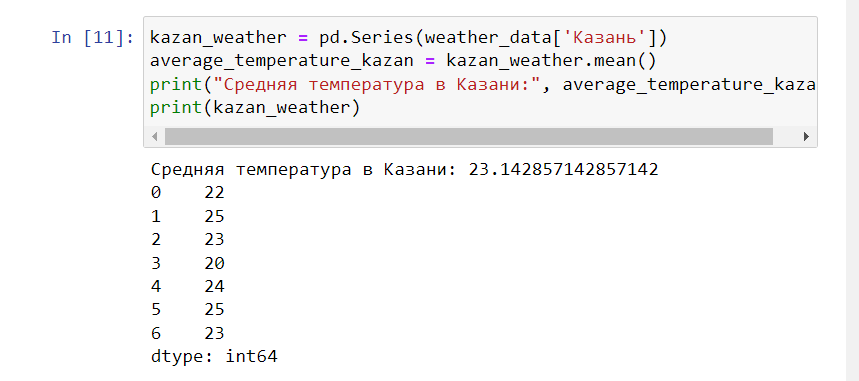 In [11]: kazan_weather = pd.Series(weather_data['Казань'])
average_temperature_kazan = kazan_weather.mean()
print("Средняя температура в Казани:", average_temperature_kaza
print(kazan_weather)
Средняя температура в Казани: 23.142857142857142
0    22
1    25
2    23
3    20
4    24
5    25
6    23
dtype: int64